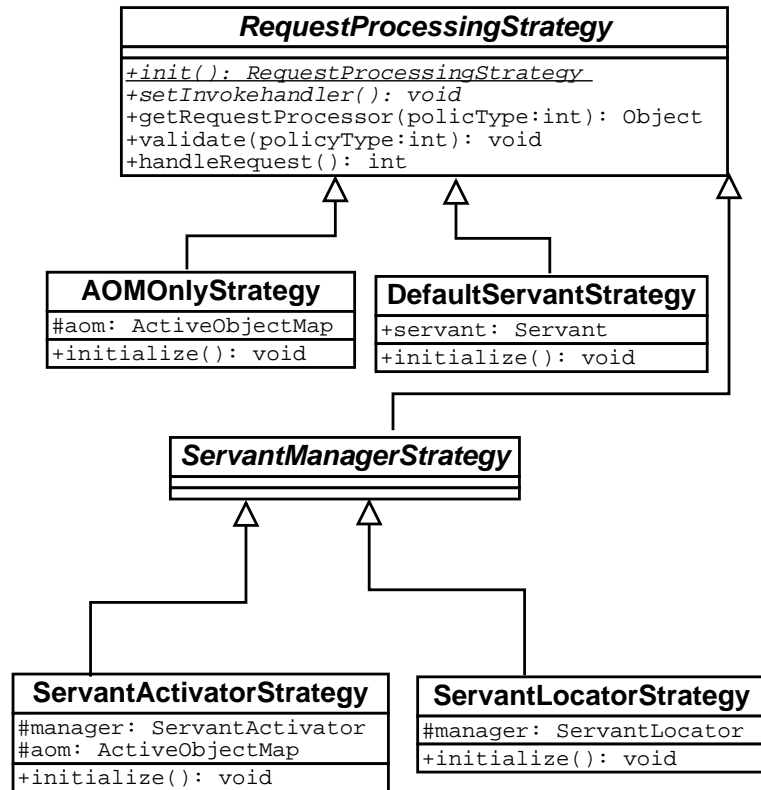 RequestProcessingStrategy
+init(): RequestProcessingStrategy
+setInvokehandler(): void
+getRequestProcessor(policType:int): Object
+validate(policyType:int): void
+handleRequest(): int
AOMOnlyStrategy
#aom: ActiveObjectMap
+initialize(): void
DefaultServantStrategy
+servant: Servant
+initialize(): void
ServantManagerStrategy
ServantActivatorStrategy
#manager: ServantActivator
#aom: ActiveObjectMap
+initialize(): void
ServantLocatorStrategy
#manager: ServantLocator
+initialize(): void